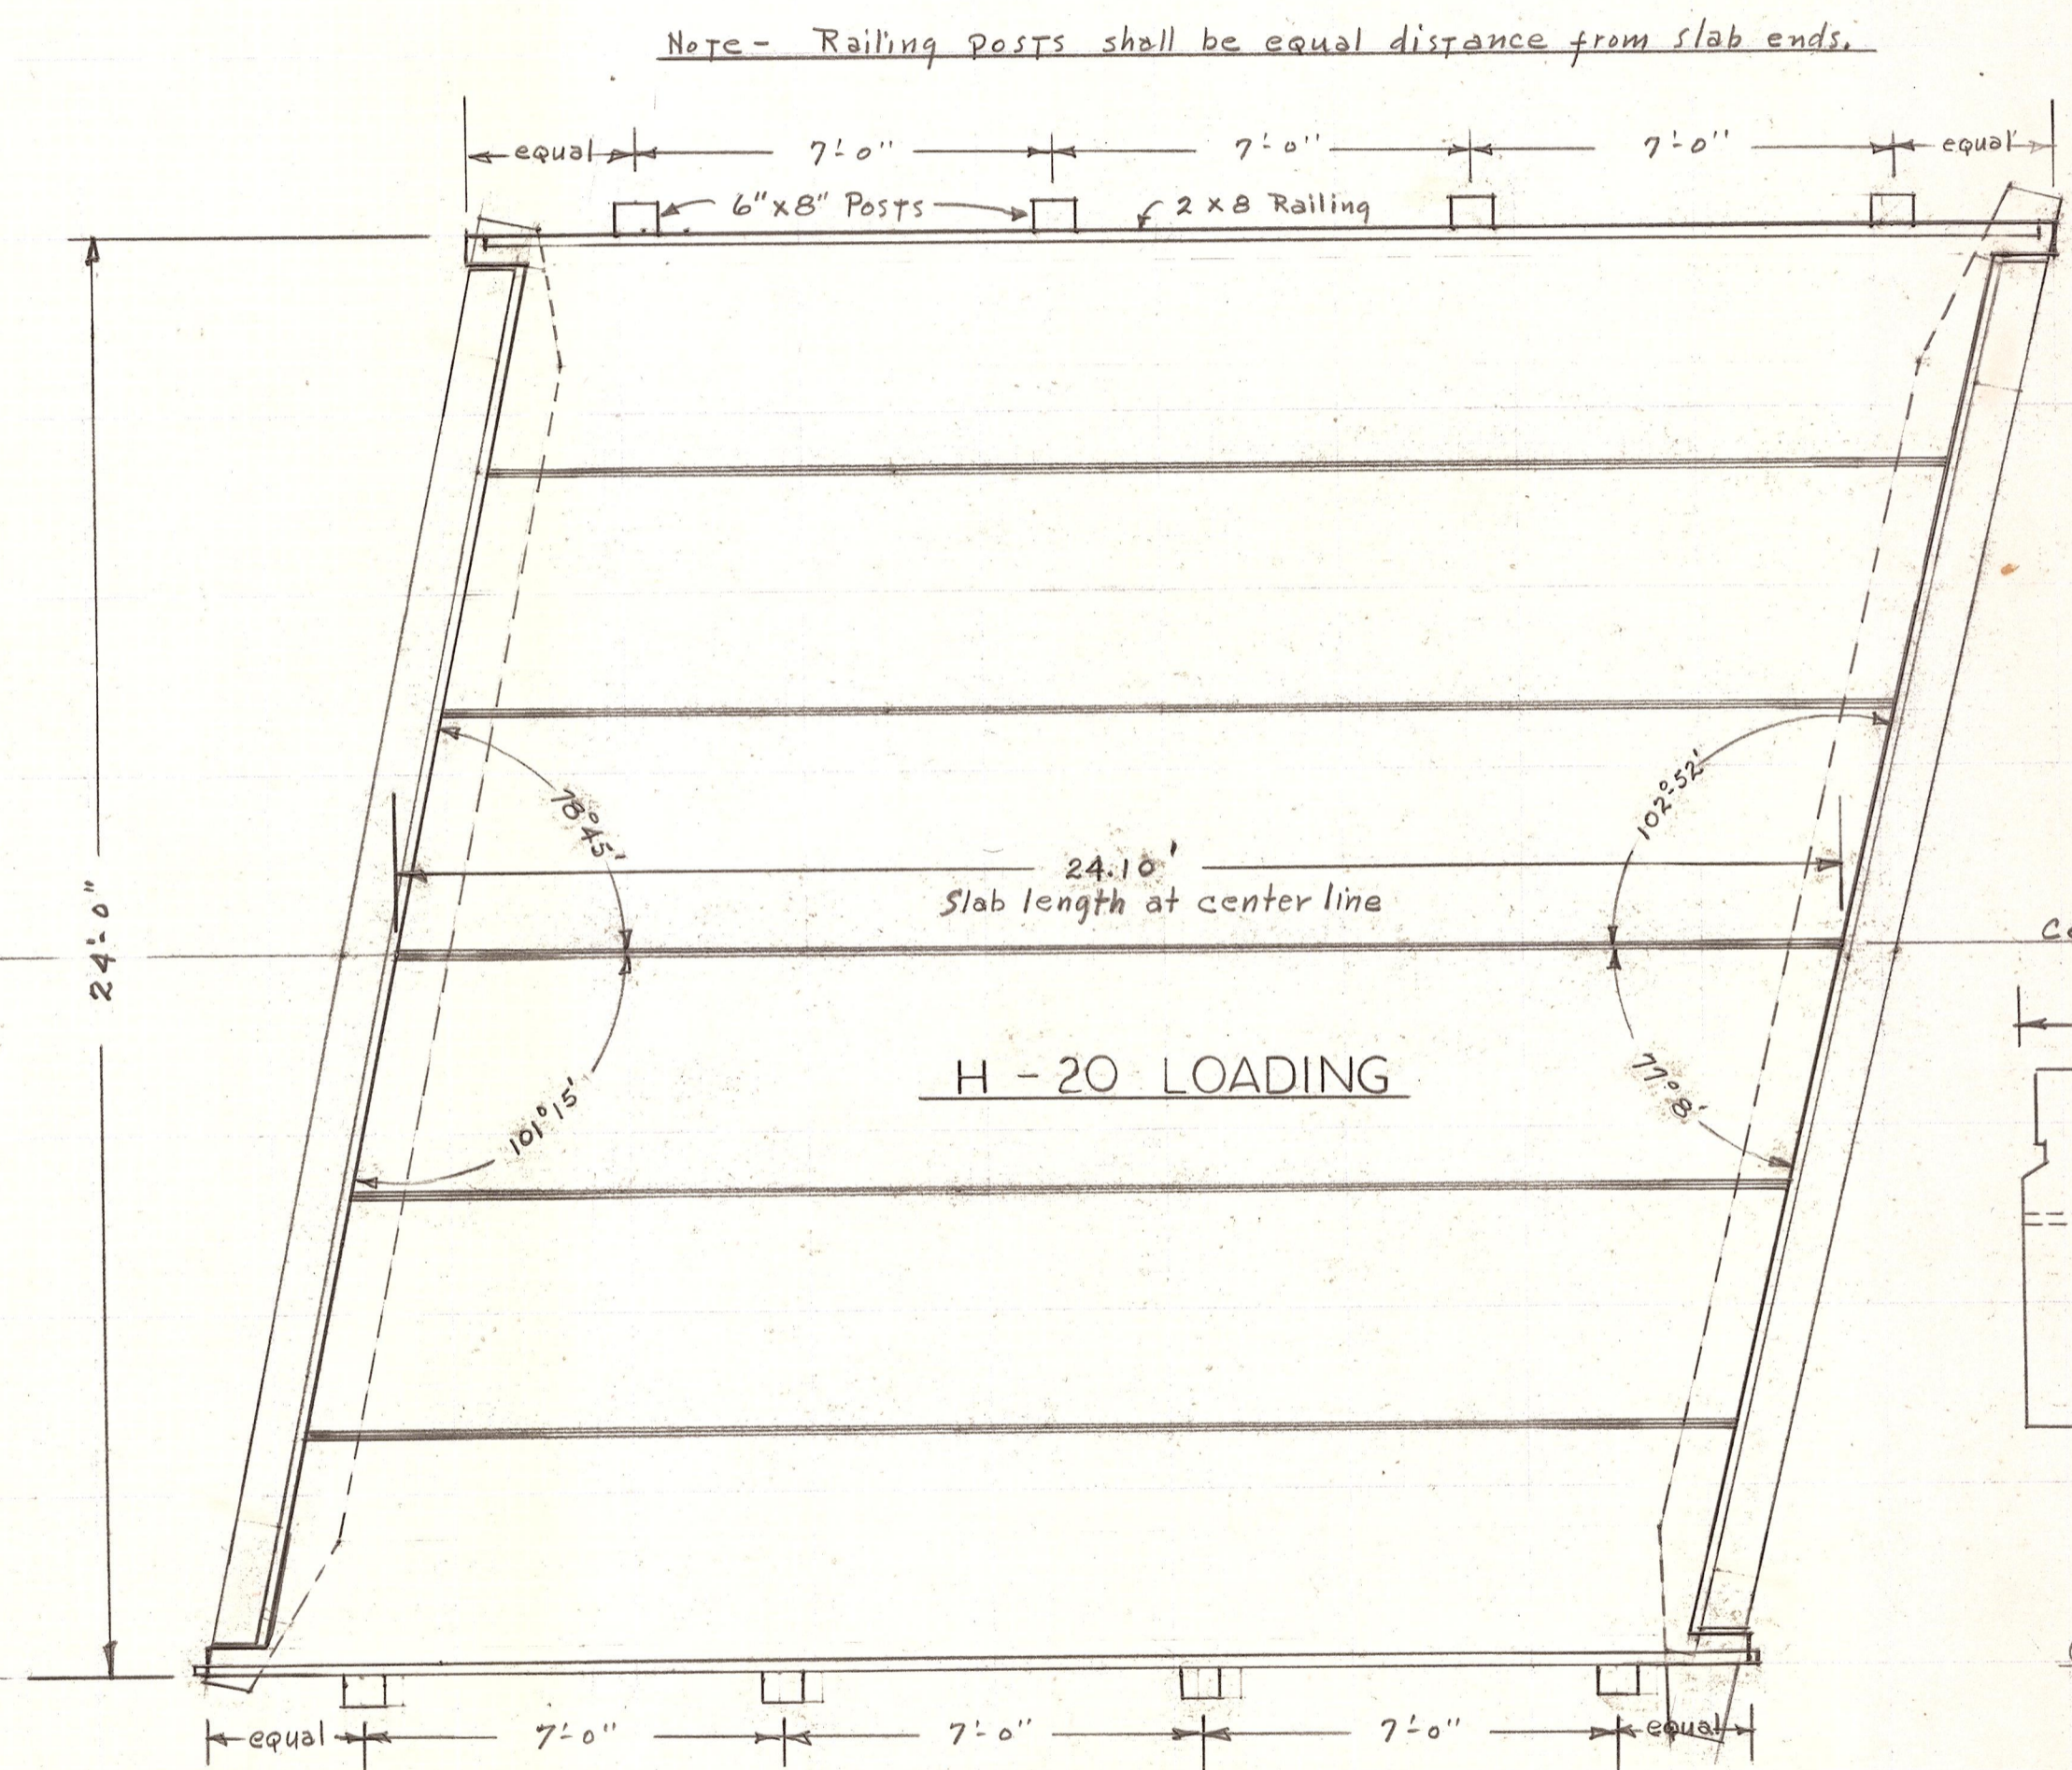 Note - Railing posts shall be equal distance from slab ends.
equal 7'-0" 7'-0" 7'-0" equal
6"x8" Posts 2 x 8 Railing
78°45'
102°52'
24.10'
Slab length at center line
24'-0"
H - 20 LOADING
101°15'
77°8'
equal 7'-0" 7'-0" 7'-0" equal